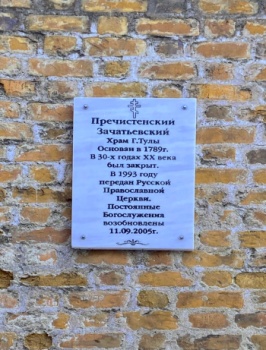 Пречистенский
Зачатьевский
Храм Г.Тулы
Основан в 1789г.
В 30-х годах XX века
был закрыт.
В 1993 году
передан Русской
Православной
Церкви.
Постоянные
Богослужения
возобновлены
11.09.2005г.